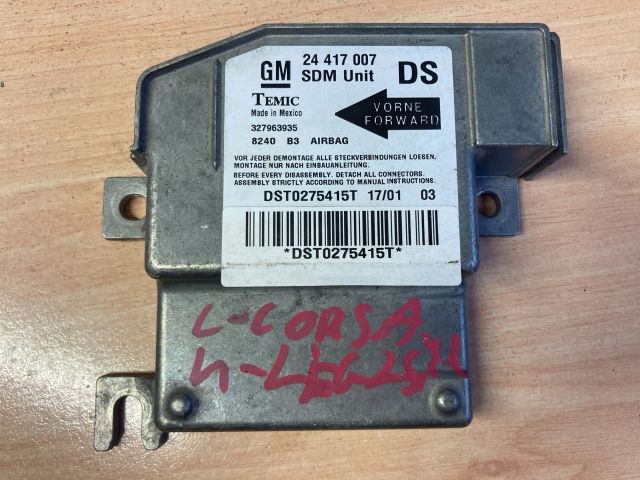 GM 24 417 007
SDM Unit DS
TEMIC
Made in Mexico
VORNE
FORWARD
327963935
8240 B3 AIRBAG
VOR JEDER DEMONTAGE ALLE STECKVERBINDUNGEN LOESEN,
MONTAGE NUR NACH EINBAUANLEITUNG.
BEFORE EVERY DISASSEMBLY. DETACH ALL CONNECTORS.
ASSEMBLY STRICTLY ACCORDING TO MANUAL INSTRUCTIONS.
DST0275415T 17/01 03
*DST0275415T*
C-CORSA